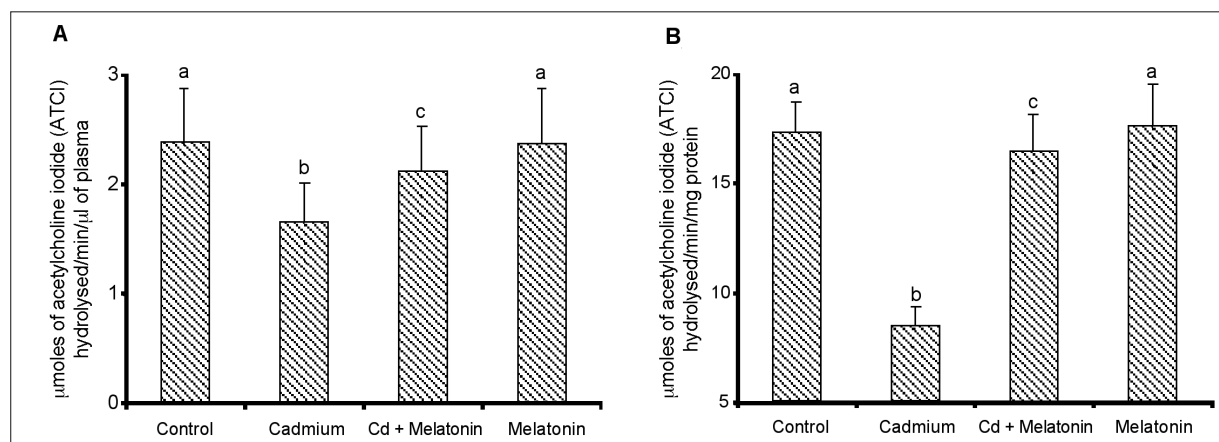 A
μmoles of acetylcholine iodide (ATCI)
hydrolysed/min/μl of plasma
3
2
1
0
a
b
c
a
Control Cadmium Cd + Melatonin Melatonin
B
μmoles of acetylcholine iodide (ATCI)
hydrolysed/min/mg protein
20
15
10
5
a
b
c
a
Control Cadmium Cd + Melatonin Melatonin